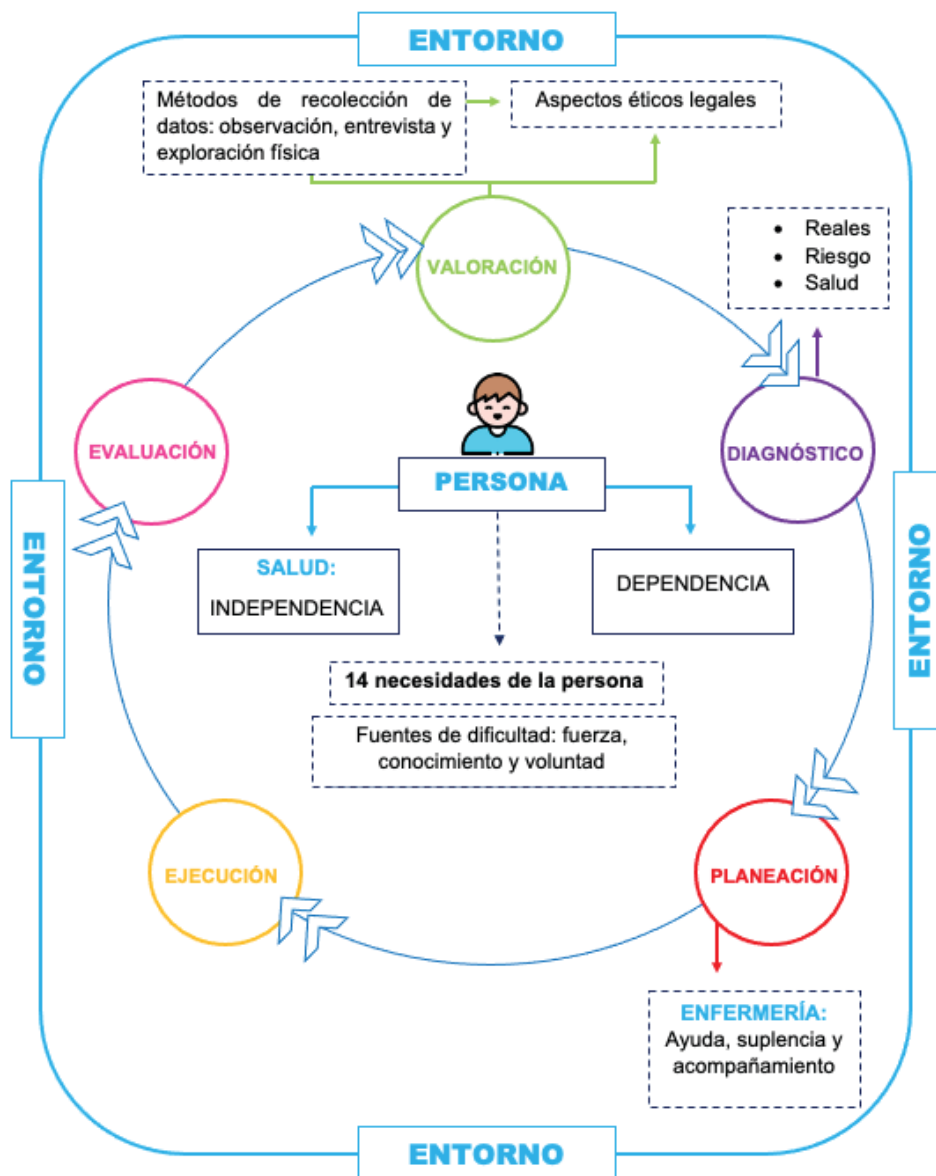 ENTORNO
Métodos de recolección de
datos: observación, entrevista y
exploración física
Aspectos éticos legales
VALORACIÓN
• Reales
• Riesgo
• Salud
EVALUACIÓN
DIAGNÓSTICO
PERSONA
ENTORNO
ENTORNO
SALUD:
INDEPENDENCIA
DEPENDENCIA
14 necesidades de la persona
Fuentes de dificultad: fuerza,
conocimiento y voluntad
EJECUCIÓN
PLANEACIÓN
ENFERMERÍA:
Ayuda, suplencia y
acompañamiento
ENTORNO